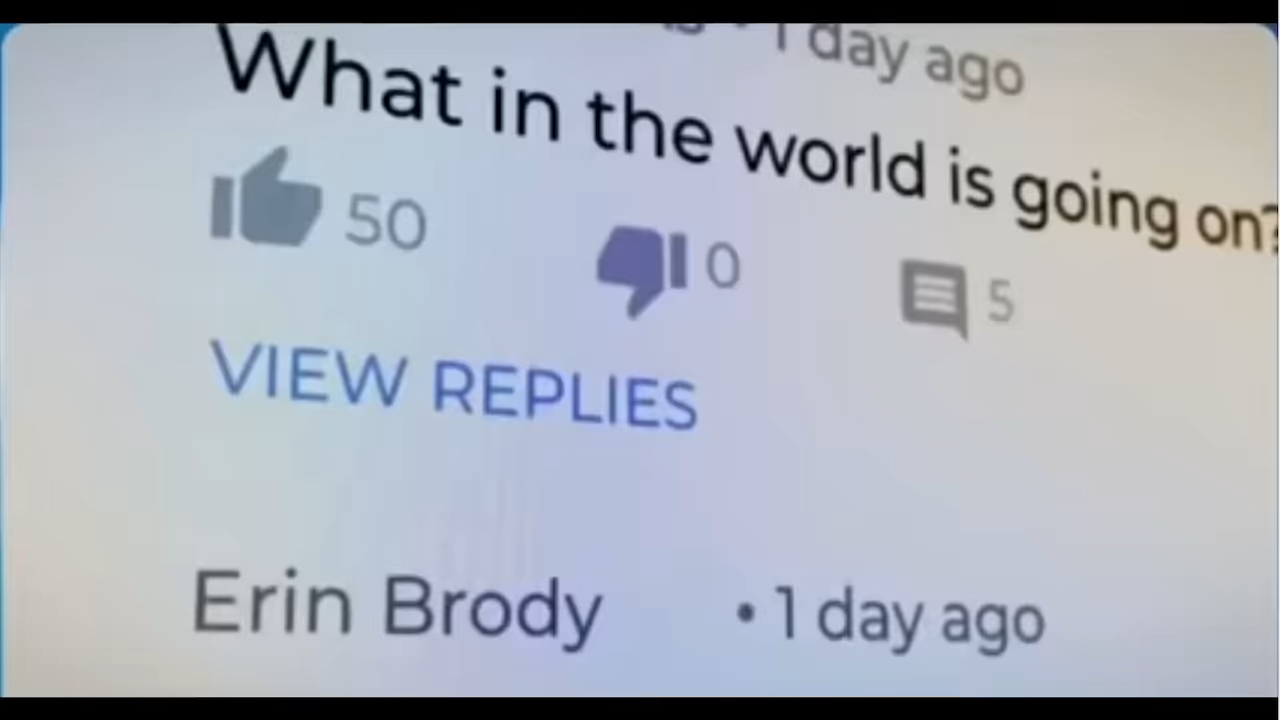 • 1 day ago
What in the world is going on?
50 0 5
VIEW REPLIES
Erin Brody • 1 day ago